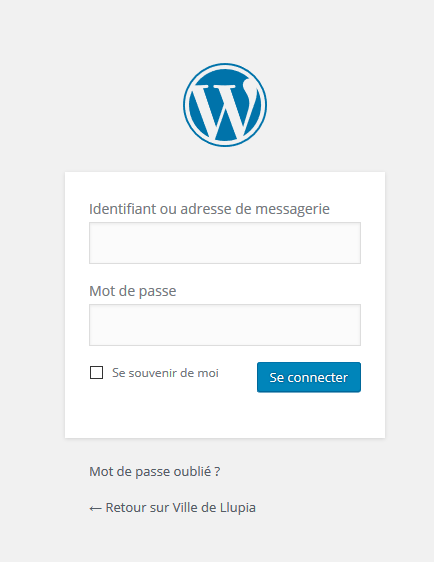 Identifiant ou adresse de messagerie
Mot de passe
Se souvenir de moi
Se connecter
Mot de passe oublié ?
← Retour sur Ville de Llupia